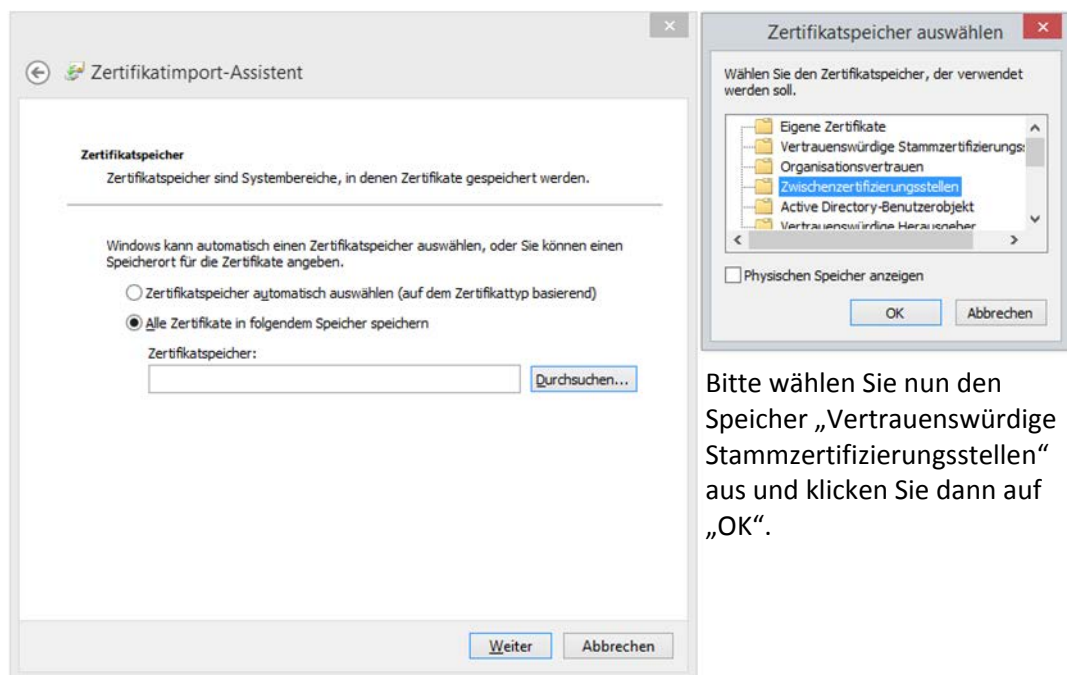 Zertifikatimport-Assistent
Zertifikatspeicher
Zertifikatspeicher sind Systembereiche, in denen Zertifikate gespeichert werden.
Windows kann automatisch einen Zertifikatspeicher auswählen, oder Sie können einen
Speicherort für die Zertifikate angeben.
Zertifikatspeicher automatisch auswählen (auf dem Zertifikattyp basierend)
Alle Zertifikate in folgendem Speicher speichern
Zertifikatspeicher:
Durchsuchen...
Weiter Abbrechen
Zertifikatspeicher auswählen
Wählen Sie den Zertifikatspeicher, der verwendet
werden soll.
Eigene Zertifikate
Vertrauenswürdige Stammzertifizierungs
Organisationsvertrauen
Zwischenzertifizierungsstellen
Active Directory-Benutzerobjekt
Vertrauenswürdige Herausgeber
Physischen Speicher anzeigen
OK Abbrechen
Bitte wählen Sie nun den
Speicher „Vertrauenswürdige
Stammzertifizierungsstellen“
aus und klicken Sie dann auf
„OK“.